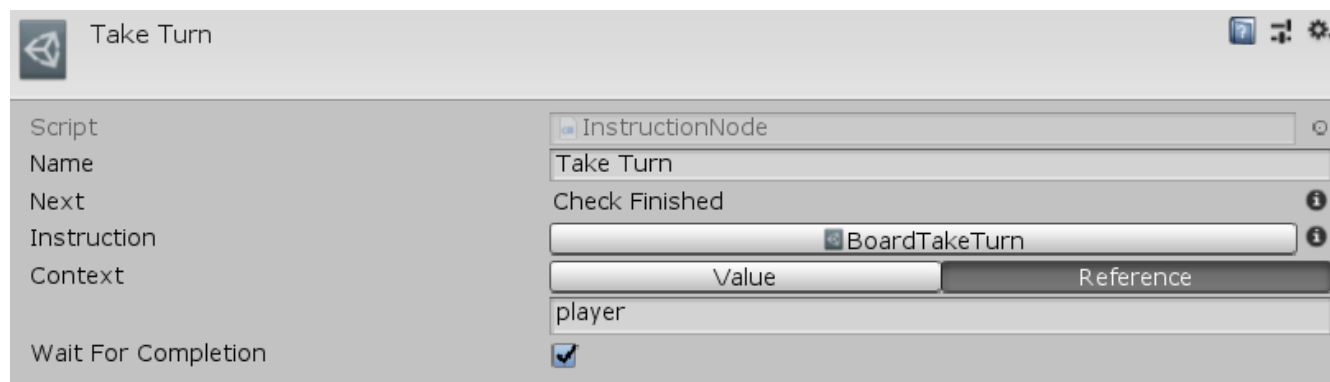 Take Turn
Script InstructionNode
Name Take Turn
Next Check Finished
Instruction BoardTakeTurn
Context Value Reference
player
Wait For Completion